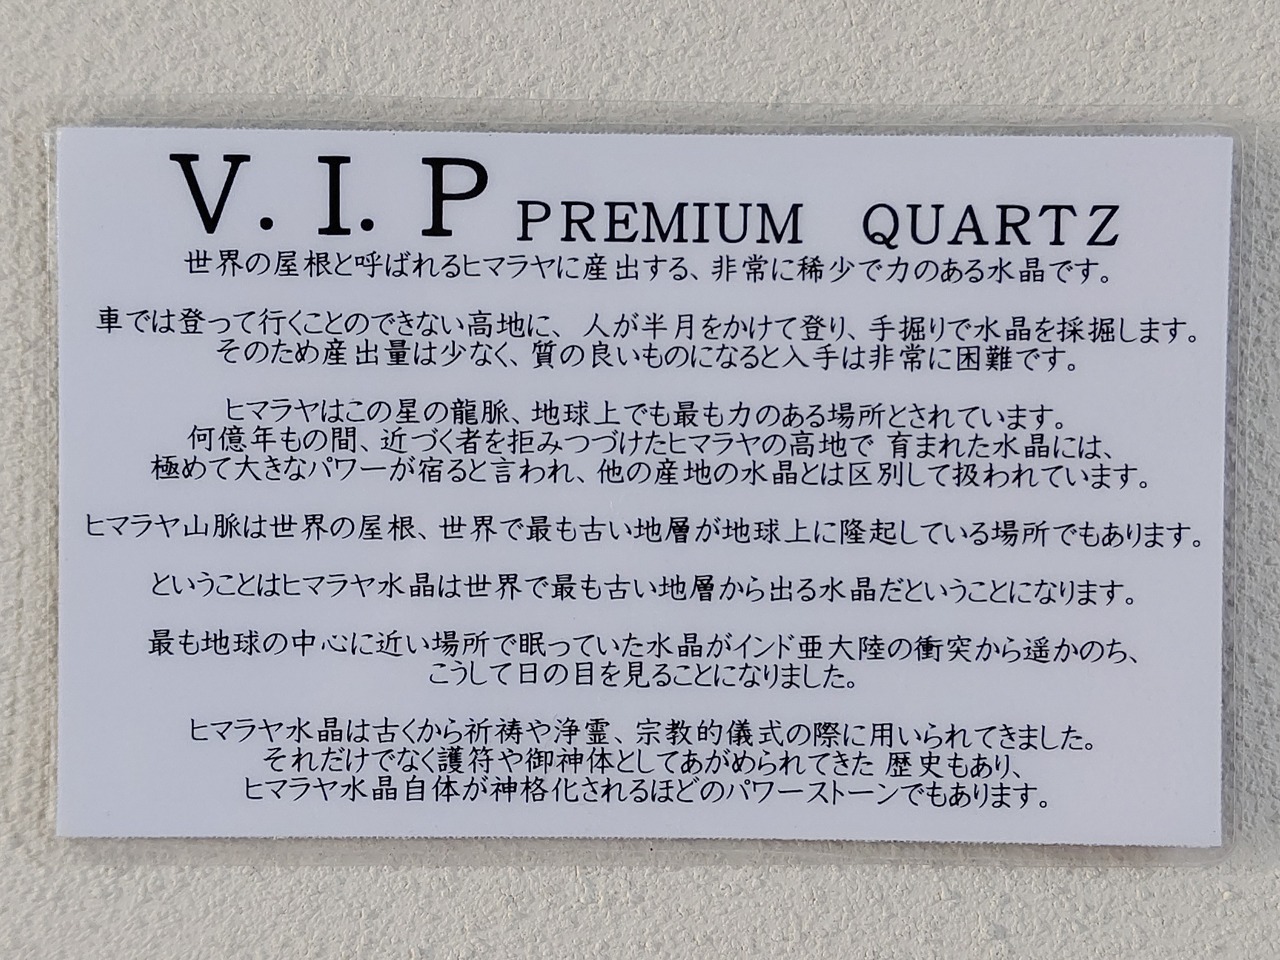 V.I.P PREMIUM QUARTZ
世界の屋根と呼ばれるヒマラヤに産出する、非常に稀少で力のある水晶です。
車では登って行くことのできない高地に、人が半月をかけて登り、手掘りで水晶を採掘します。
そのため産出量は少なく、質の良いものになると入手は非常に困難です。
ヒマラヤはこの星の龍脈、地球上でも最も力のある場所とされています。
何億年もの間、近づく者を拒みつづけたヒマラヤの高地で 育まれた水晶には、
極めて大きなパワーが宿ると言われ、他の産地の水晶とは区別して扱われています。
ヒマラヤ山脈は世界の屋根、世界で最も古い地層が地球上に隆起している場所でもあります。
ということはヒマラヤ水晶は世界で最も古い地層から出る水晶だということになります。
最も地球の中心に近い場所で眠っていた水晶がインド亜大陸の衝突から遥かのち、
こうして日の目を見ることになりました。
ヒマラヤ水晶は古くから祈祷や浄霊、宗教的儀式の際に用いられてきました。
それだけでなく護符や御神体としてあがめられてきた 歴史もあり、
ヒマラヤ水晶自体が神格化されるほどのパワーストーンでもあります。